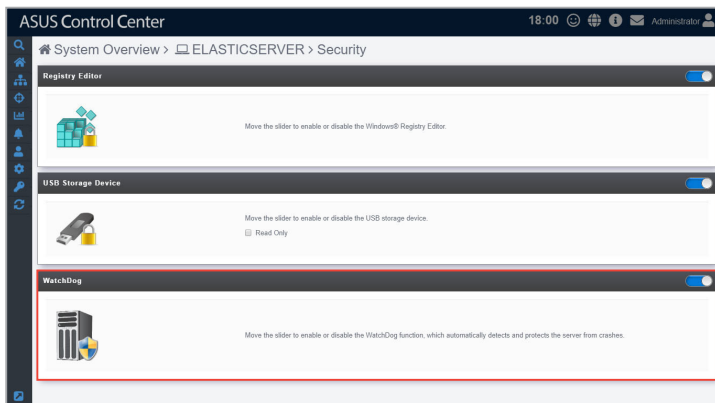 ASUS Control Center
18:00
Administrator
System Overview > ELASTICSERVER > Security
Registry Editor
Move the slider to enable or disable the Windows® Registry Editor.
USB Storage Device
Move the slider to enable or disable the USB storage device.
Read Only
WatchDog
Move the slider to enable or disable the WatchDog function, which automatically detects and protects the server from crashes.